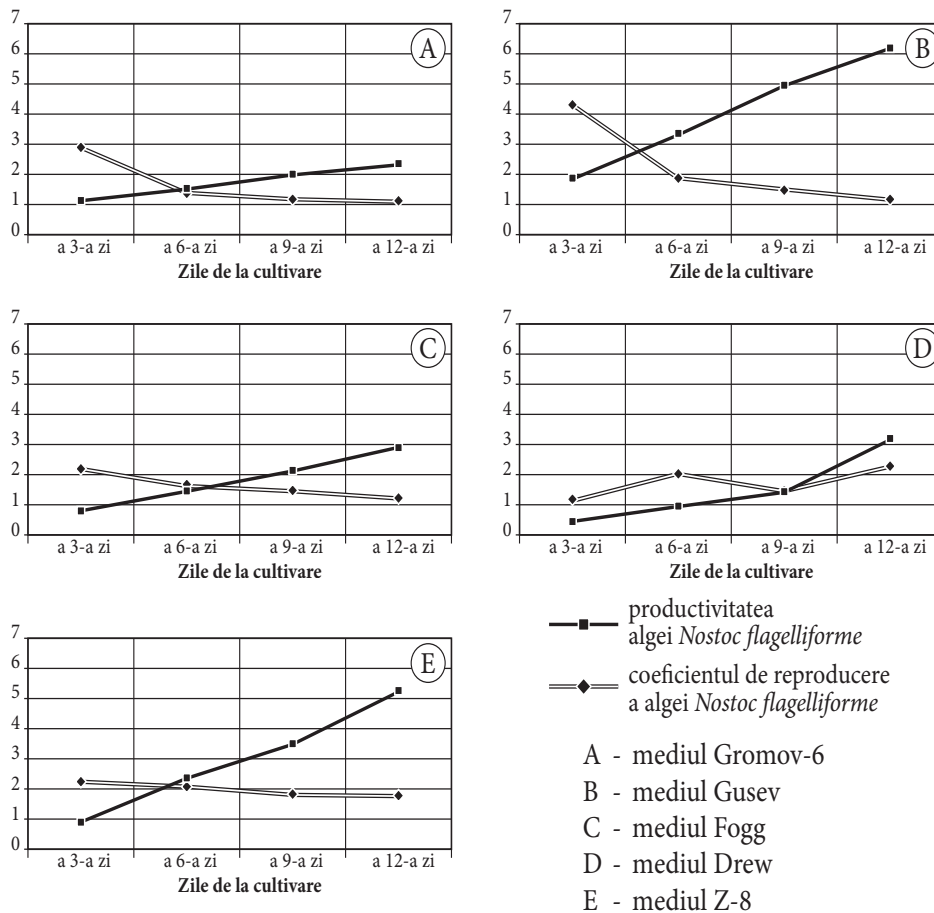 7
6
5
4
3
2
1
0
A
a 3-a zi a 6-a zi a 9-a zi a 12-a zi
Zile de la cultivare
7
6
5
4
3
2
1
0
B
a 3-a zi a 6-a zi a 9-a zi a 12-a zi
Zile de la cultivare
7
6
5
4
3
2
1
0
C
a 3-a zi a 6-a zi a 9-a zi a 12-a zi
Zile de la cultivare
7
6
5
4
3
2
1
0
D
a 3-a zi a 6-a zi a 9-a zi a 12-a zi
Zile de la cultivare
7
6
5
4
3
2
1
0
E
a 3-a zi a 6-a zi a 9-a zi a 12-a zi
Zile de la cultivare
productivitatea
algei Nostoc flagelliforme
coeficientul de reproducere
a algei Nostoc flagelliforme
A - mediul Gromov-6
B - mediul Gusev
C - mediul Fogg
D - mediul Drew
E - mediul Z-8